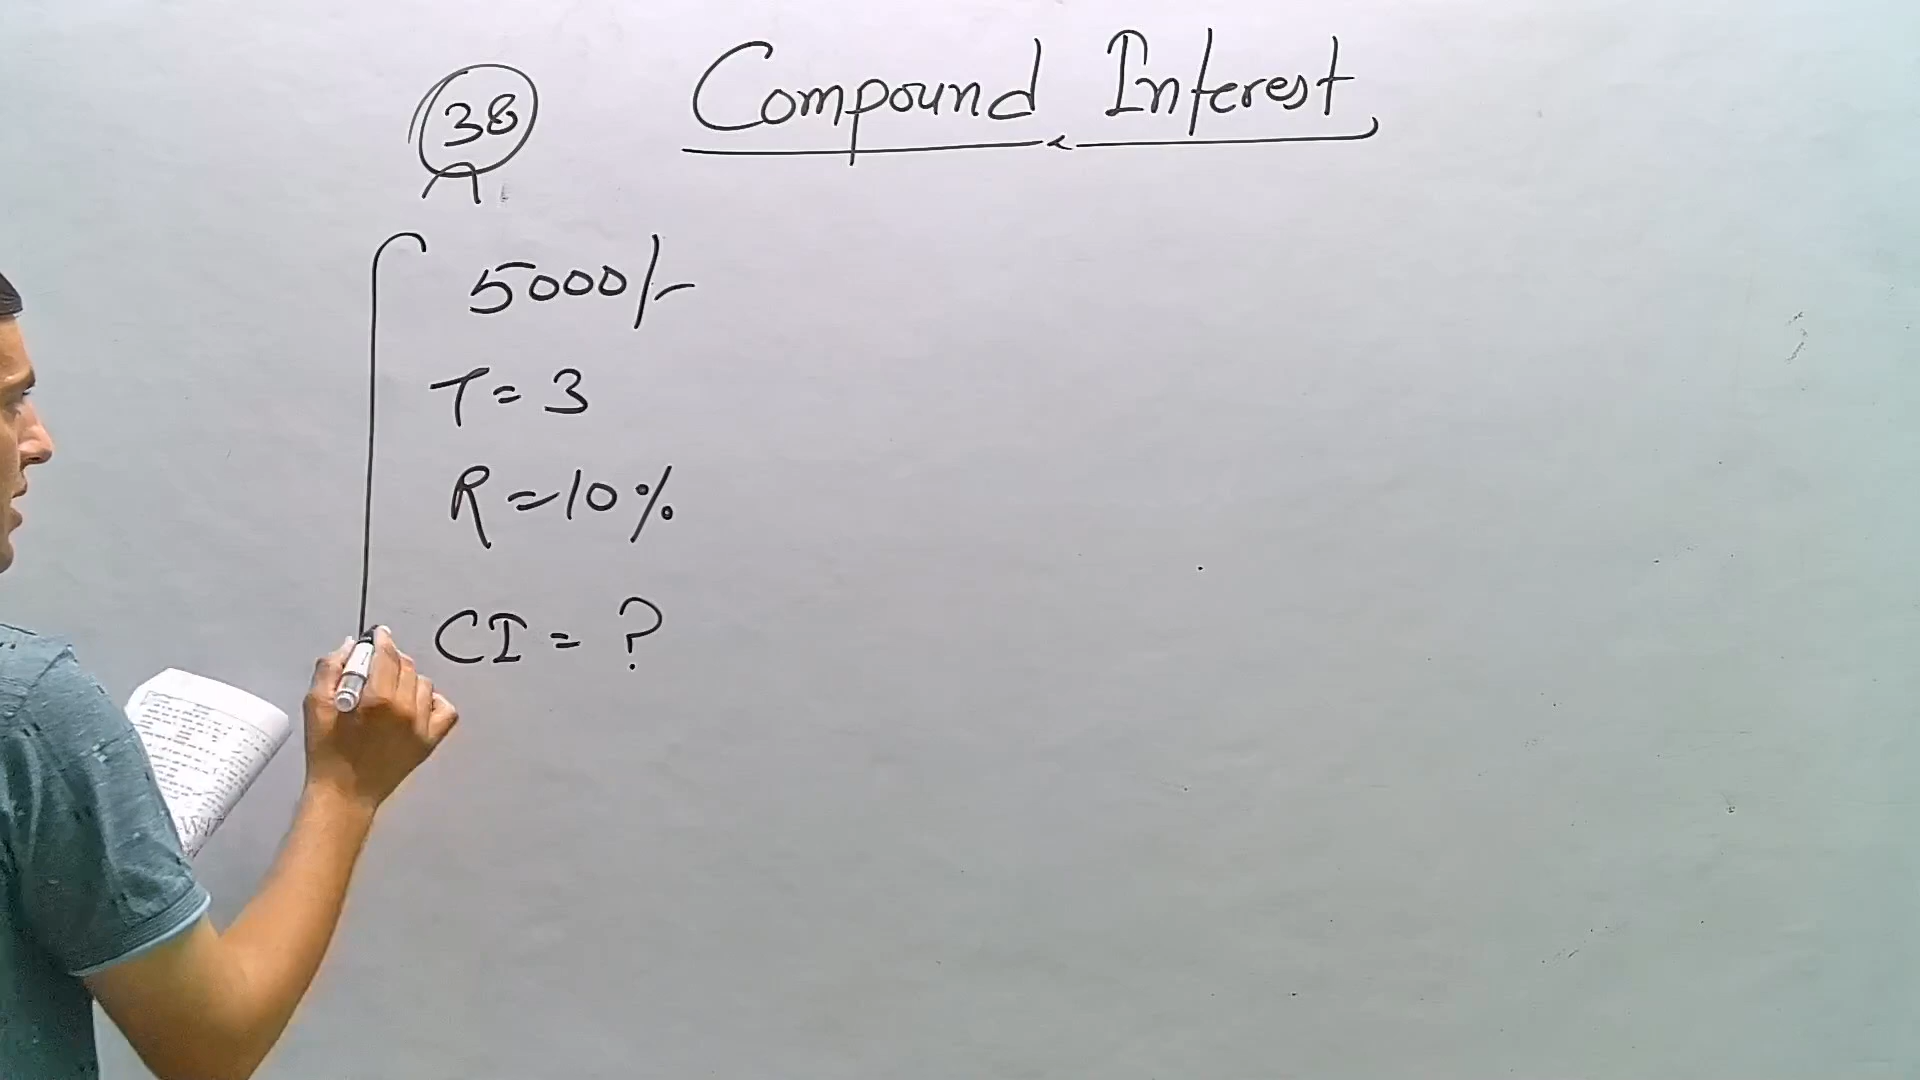 38
Compound Interest
5000/-
T = 3
R = 10%
CI = ?